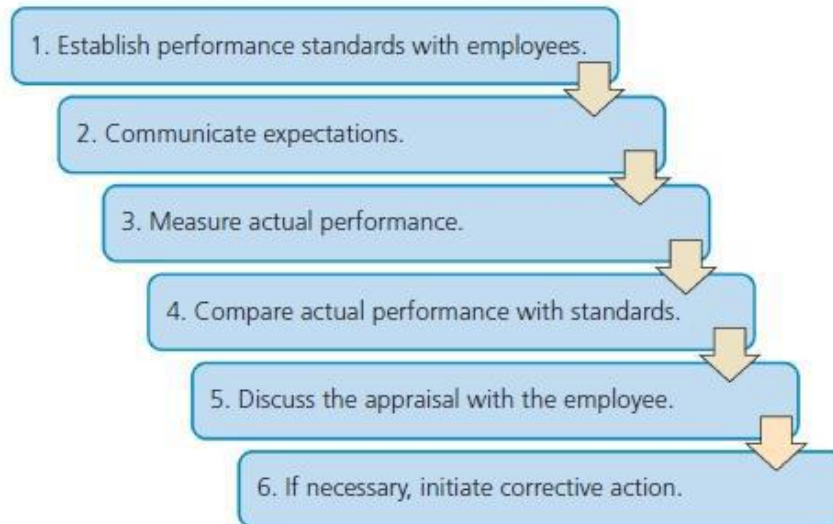 1. Establish performance standards with employees.
2. Communicate expectations.
3. Measure actual performance.
4. Compare actual performance with standards.
5. Discuss the appraisal with the employee.
6. If necessary, initiate corrective action.